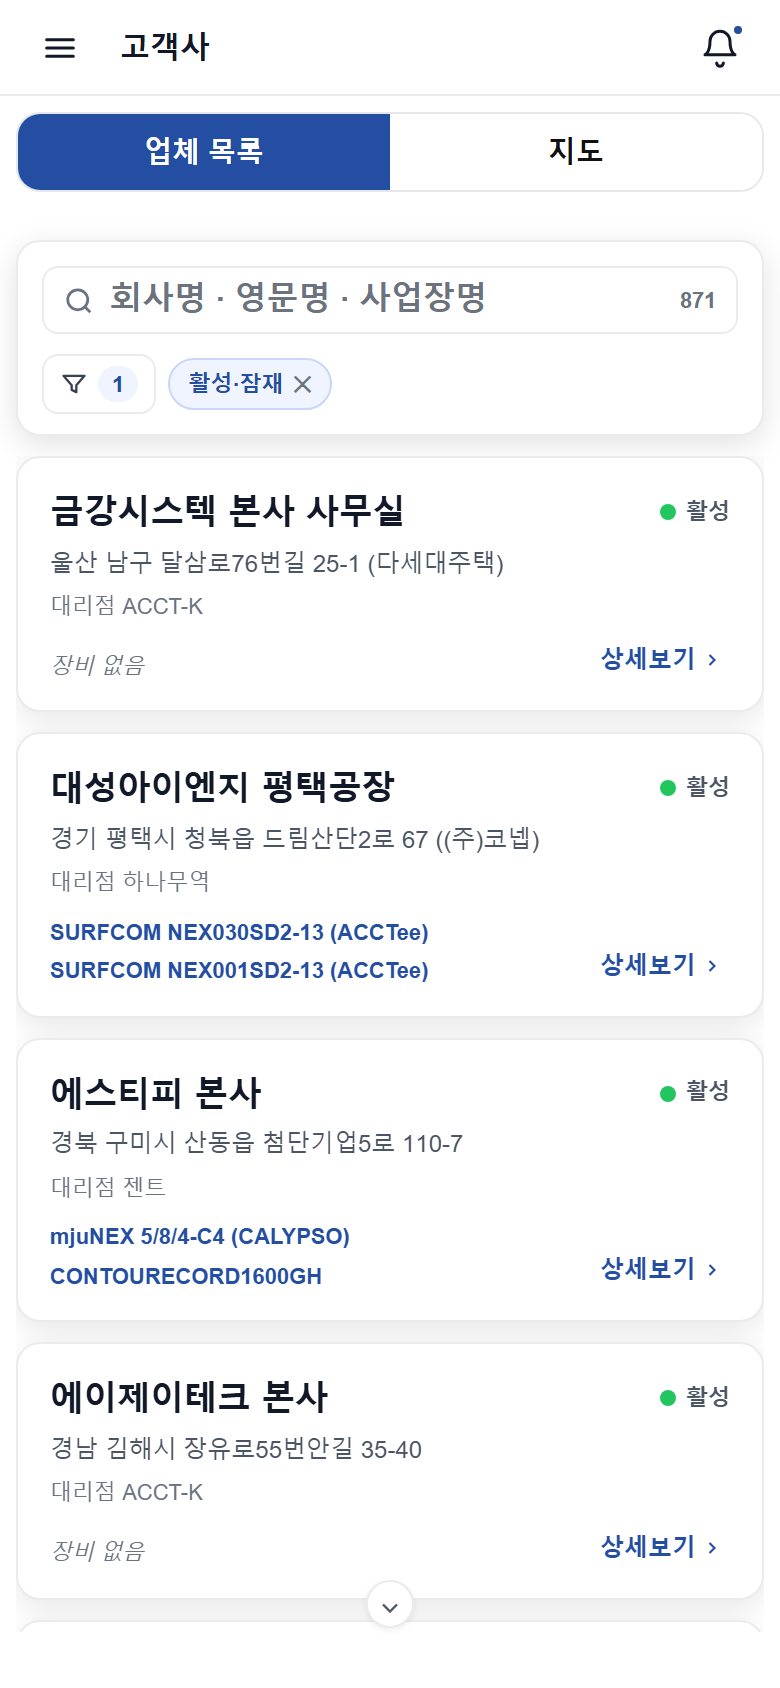 고객사
업체 목록
지도
회사명 · 영문명 · 사업장명
871
1
활성·잠재
금강시스텍 본사 사무실
활성
울산 남구 달삼로76번길 25-1 (다세대주택)
대리점 ACCT-K
장비 없음
상세보기
대성아이엔지 평택공장
활성
경기 평택시 청북읍 드림산단2로 67 ((주)코넵)
대리점 하나무역
SURFCOM NEX030SD2-13 (ACCTee)
SURFCOM NEX001SD2-13 (ACCTee)
상세보기
에스티피 본사
활성
경북 구미시 산동읍 첨단기업5로 110-7
대리점 젠트
mjuNEX 5/8/4-C4 (CALYPSO)
CONTOURECORD1600GH
상세보기
에이제이테크 본사
활성
경남 김해시 장유로55번안길 35-40
대리점 ACCT-K
장비 없음
상세보기